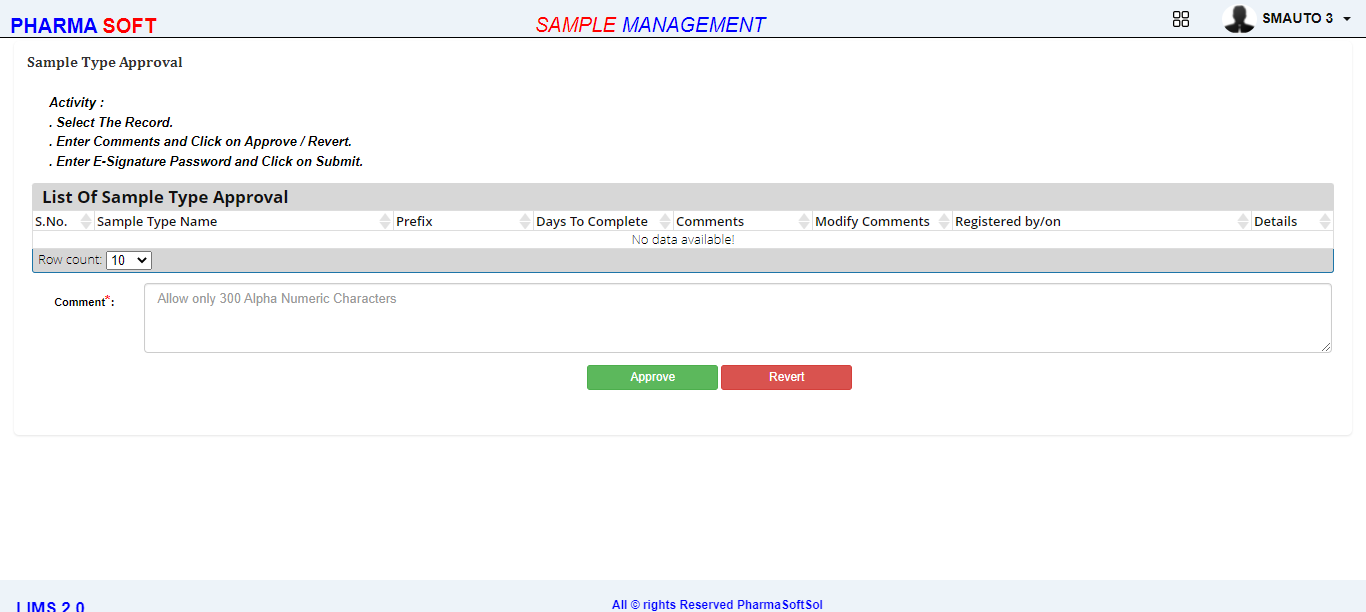 PHARMA SOFT
SAMPLE MANAGEMENT
SMAUTO 3
Sample Type Approval
Activity :
. Select The Record.
. Enter Comments and Click on Approve / Revert.
. Enter E-Signature Password and Click on Submit.
List Of Sample Type Approval
S.No. Sample Type Name Prefix Days To Complete Comments Modify Comments Registered by/on Details
No data available!
Row count: 10
Comment*:
Allow only 300 Alpha Numeric Characters
Approve Revert
LIMS 2.0
All © rights Reserved PharmaSoftSol